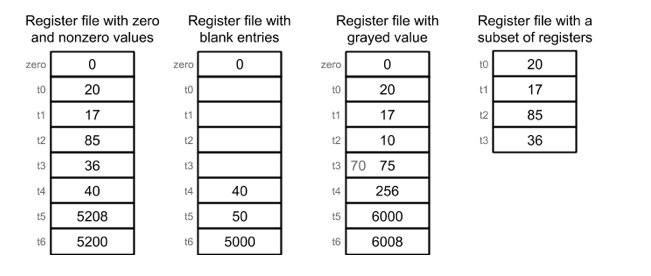 Register file with zero
and nonzero values
zero 0
t0 20
t1 17
t2 85
t3 36
t4 40
t5 5208
t6 5200
Register file with
blank entries
zero 0
t0
t1
t2
t3
t4 40
t5 50
t6 5000
Register file with
grayed value
zero 0
t0 20
t1 17
t2 10
t3 70 75
t4 256
t5 6000
t6 6008
Register file with a
subset of registers
t0 20
t1 17
t2 85
t3 36